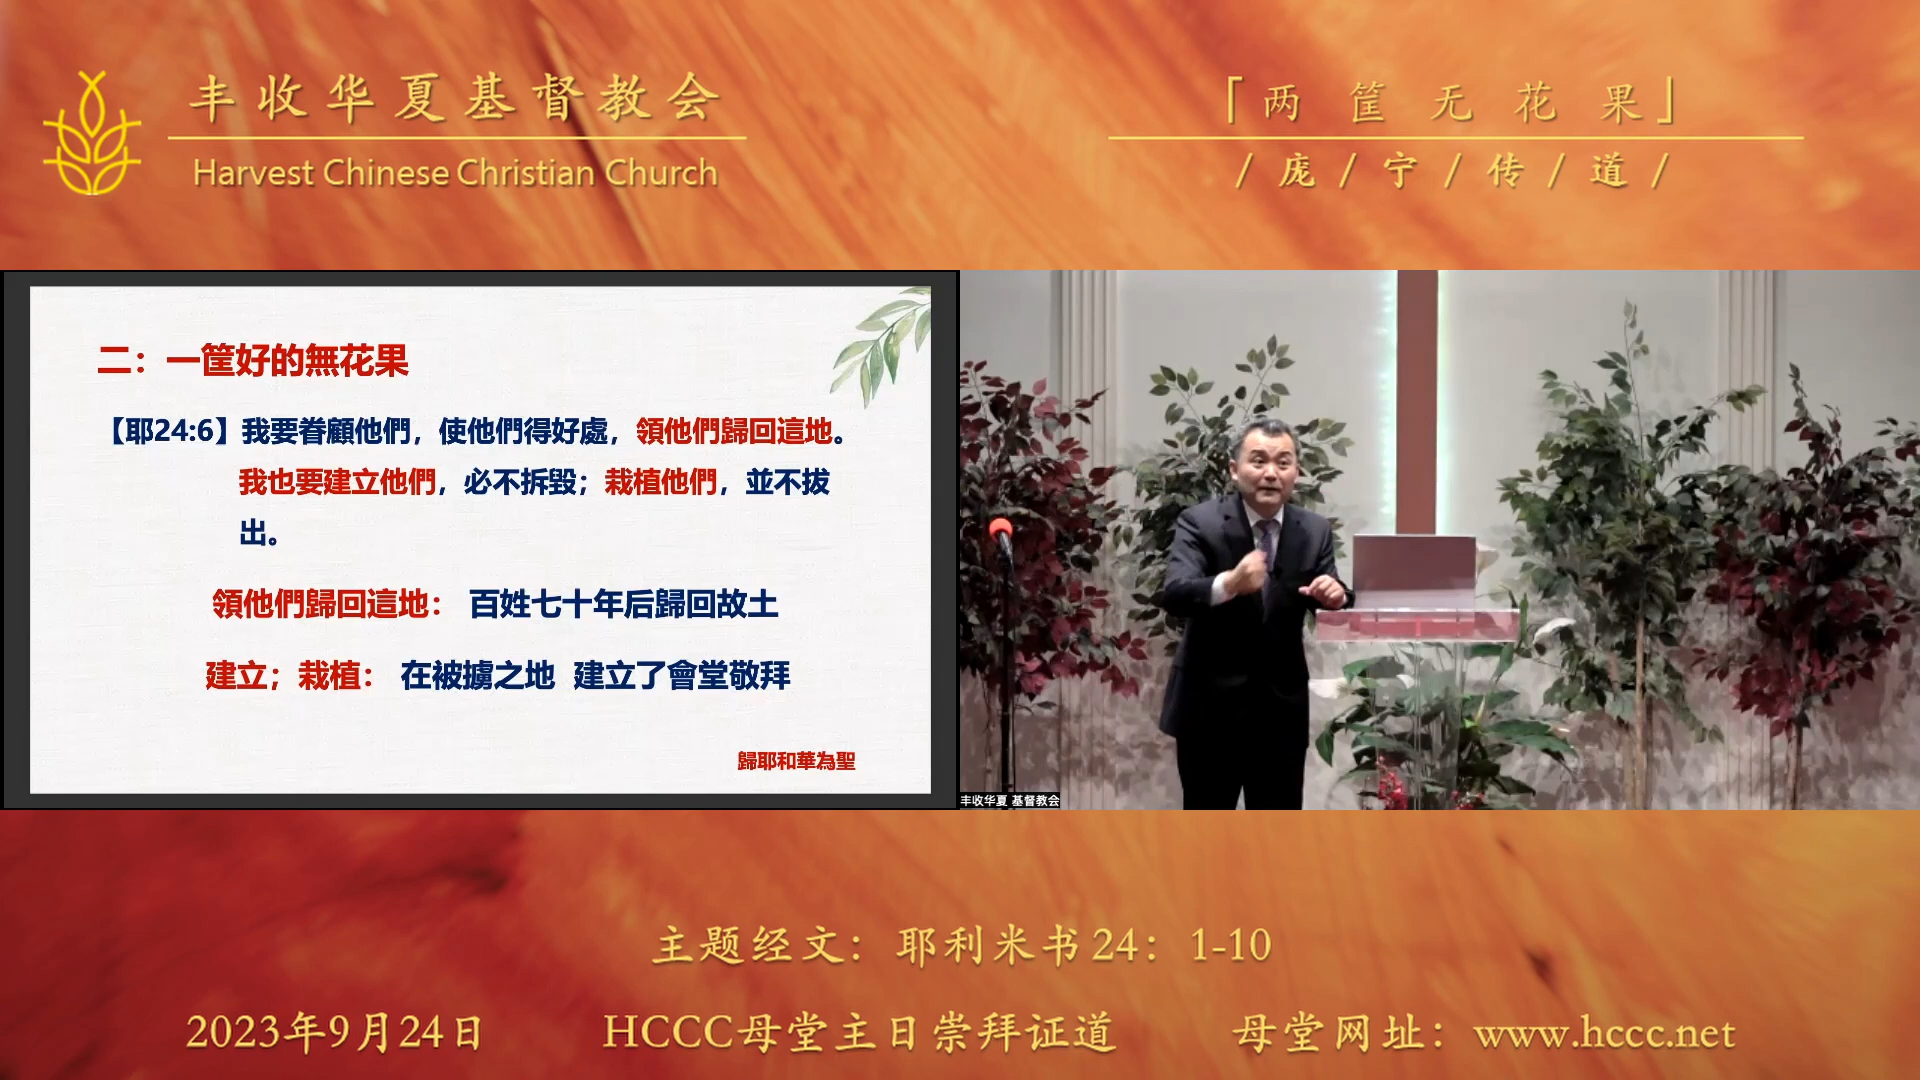 丰收华夏基督教会
Harvest Chinese Christian Church
「两筐无花果」
/ 庞 / 宁 / 传 / 道 /
二：一筐好的無花果
【耶24:6】我要眷顧他們，使他們得好處，領他們歸回這地。
我也要建立他們，必不拆毀；栽植他們，並不拔
出。
領他們歸回這地： 百姓七十年后歸回故土
建立；栽植： 在被擄之地 建立了會堂敬拜
歸耶和華為聖
丰收华夏 基督教会
主题经文：耶利米书 24：1-10
2023年9月24日
HCCC母堂主日崇拜证道
母堂网址：www.hccc.net